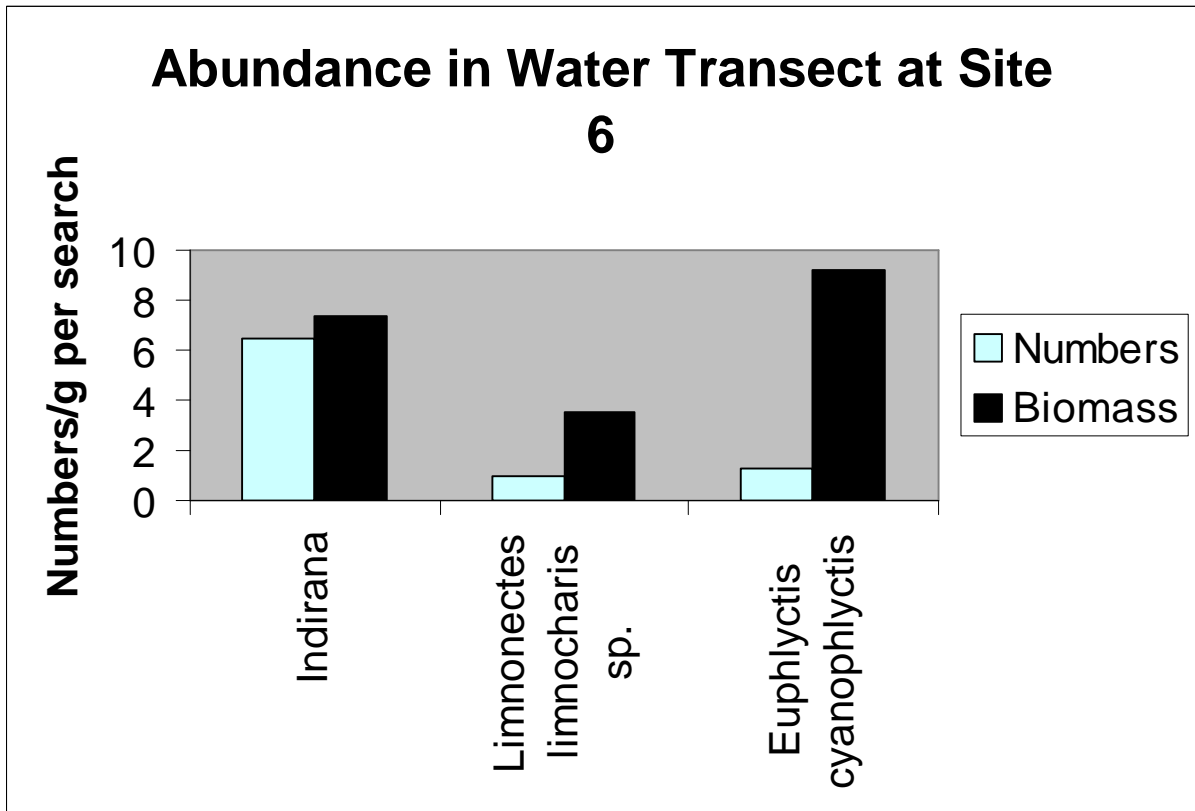 Abundance in Water Transect at Site
6
Numbers/g per search
10
8
6
4
2
0
Indirana
Limnonectes
limnocharis
sp.
Euphlyctis
cyanophlyctis
Numbers
Biomass